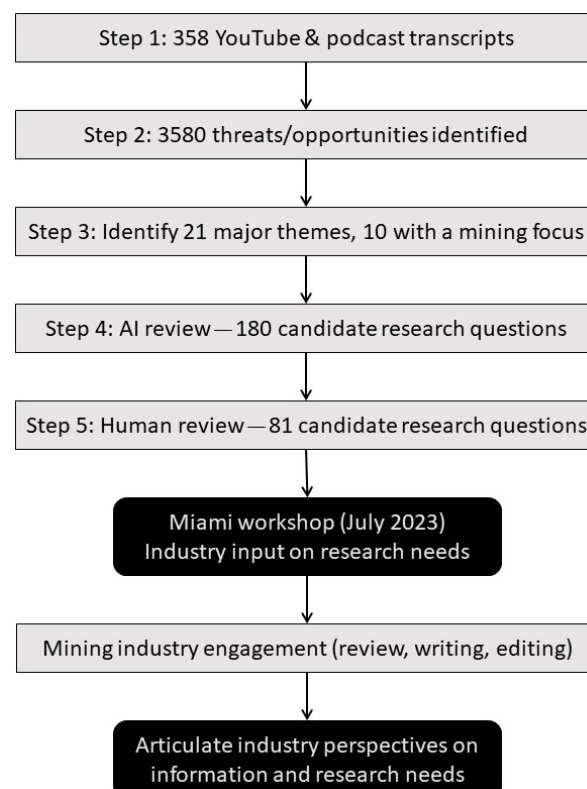 Step 1: 358 YouTube & podcast transcripts
Step 2: 3580 threats/opportunities identified
Step 3: Identify 21 major themes, 10 with a mining focus
Step 4: AI review — 180 candidate research questions
Step 5: Human review — 81 candidate research questions
Miami workshop (July 2023)
Industry input on research needs
Mining industry engagement (review, writing, editing)
Articulate industry perspectives on
information and research needs